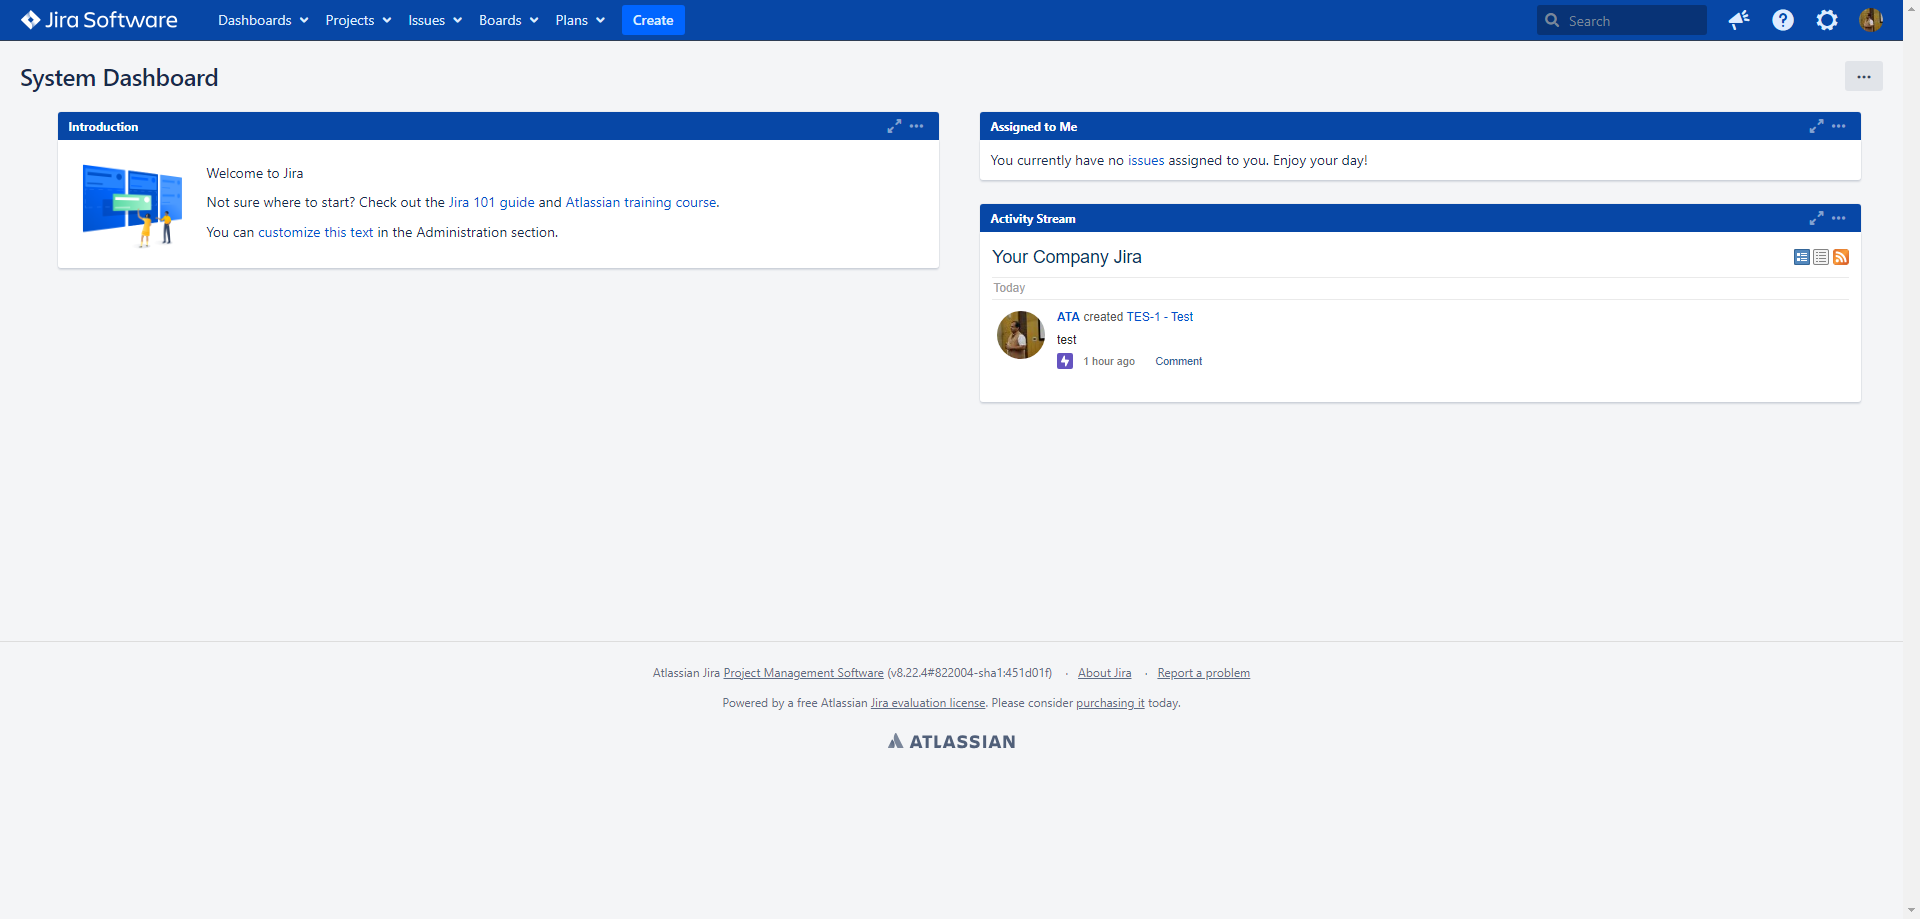 Jira Software Dashboards Projects Issues Boards Plans Create Search
System Dashboard
Introduction
Welcome to Jira
Not sure where to start? Check out the Jira 101 guide and Atlassian training course.
You can customize this text in the Administration section.
Assigned to Me
You currently have no issues assigned to you. Enjoy your day!
Activity Stream
Your Company Jira
Today
ATA created TES-1 - Test
test
1 hour ago Comment
Atlassian Jira Project Management Software (v8.22.4#822004-sha1:451d01f) · About Jira · Report a problem
Powered by a free Atlassian Jira evaluation license. Please consider purchasing it today.
ATLASSIAN